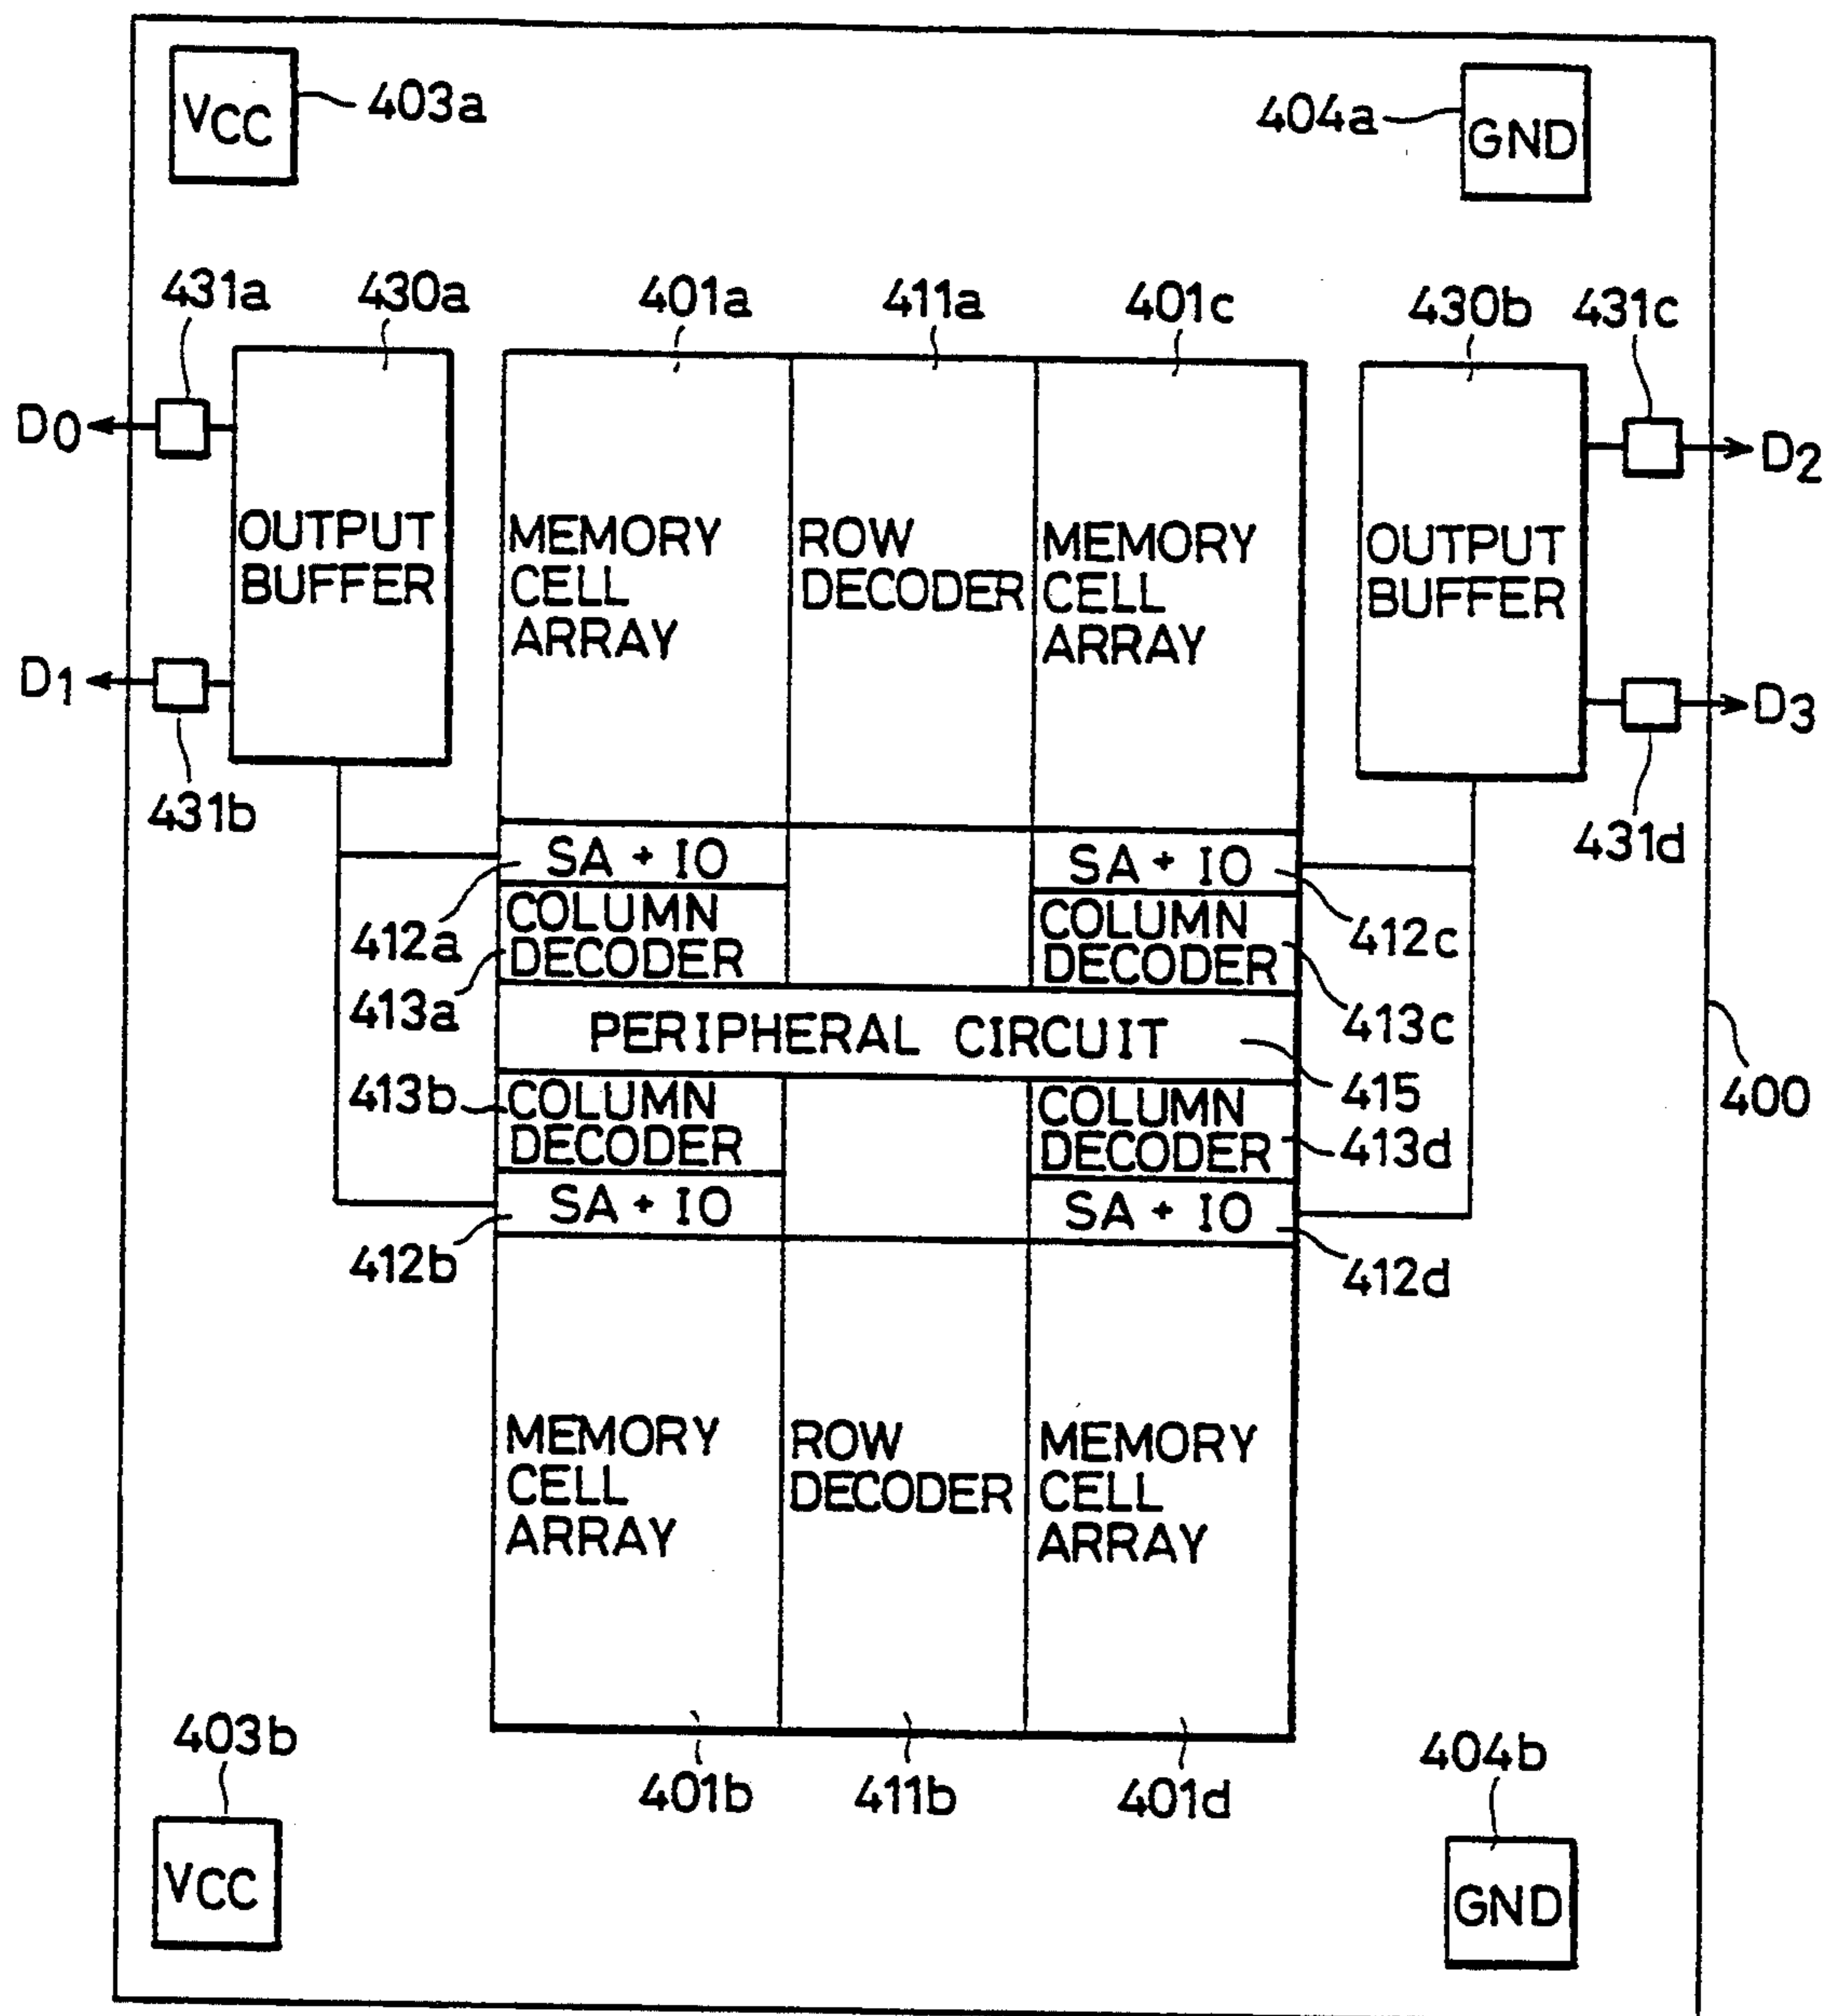 VCC
403a
404a
GND
431a
430a
401a
411a
401c
430b
431c
D0
D2
OUTPUT
BUFFER
MEMORY
CELL
ARRAY
ROW
DECODER
MEMORY
CELL
ARRAY
OUTPUT
BUFFER
D1
D3
431b
431d
SA + IO
SA + IO
412a
COLUMN
DECODER
COLUMN
DECODER
412c
413a
413c
PERIPHERAL CIRCUIT
415
400
413b
COLUMN
DECODER
COLUMN
DECODER
413d
SA + IO
SA + IO
412b
412d
MEMORY
CELL
ARRAY
ROW
DECODER
MEMORY
CELL
ARRAY
403b
401b
411b
401d
404b
VCC
GND